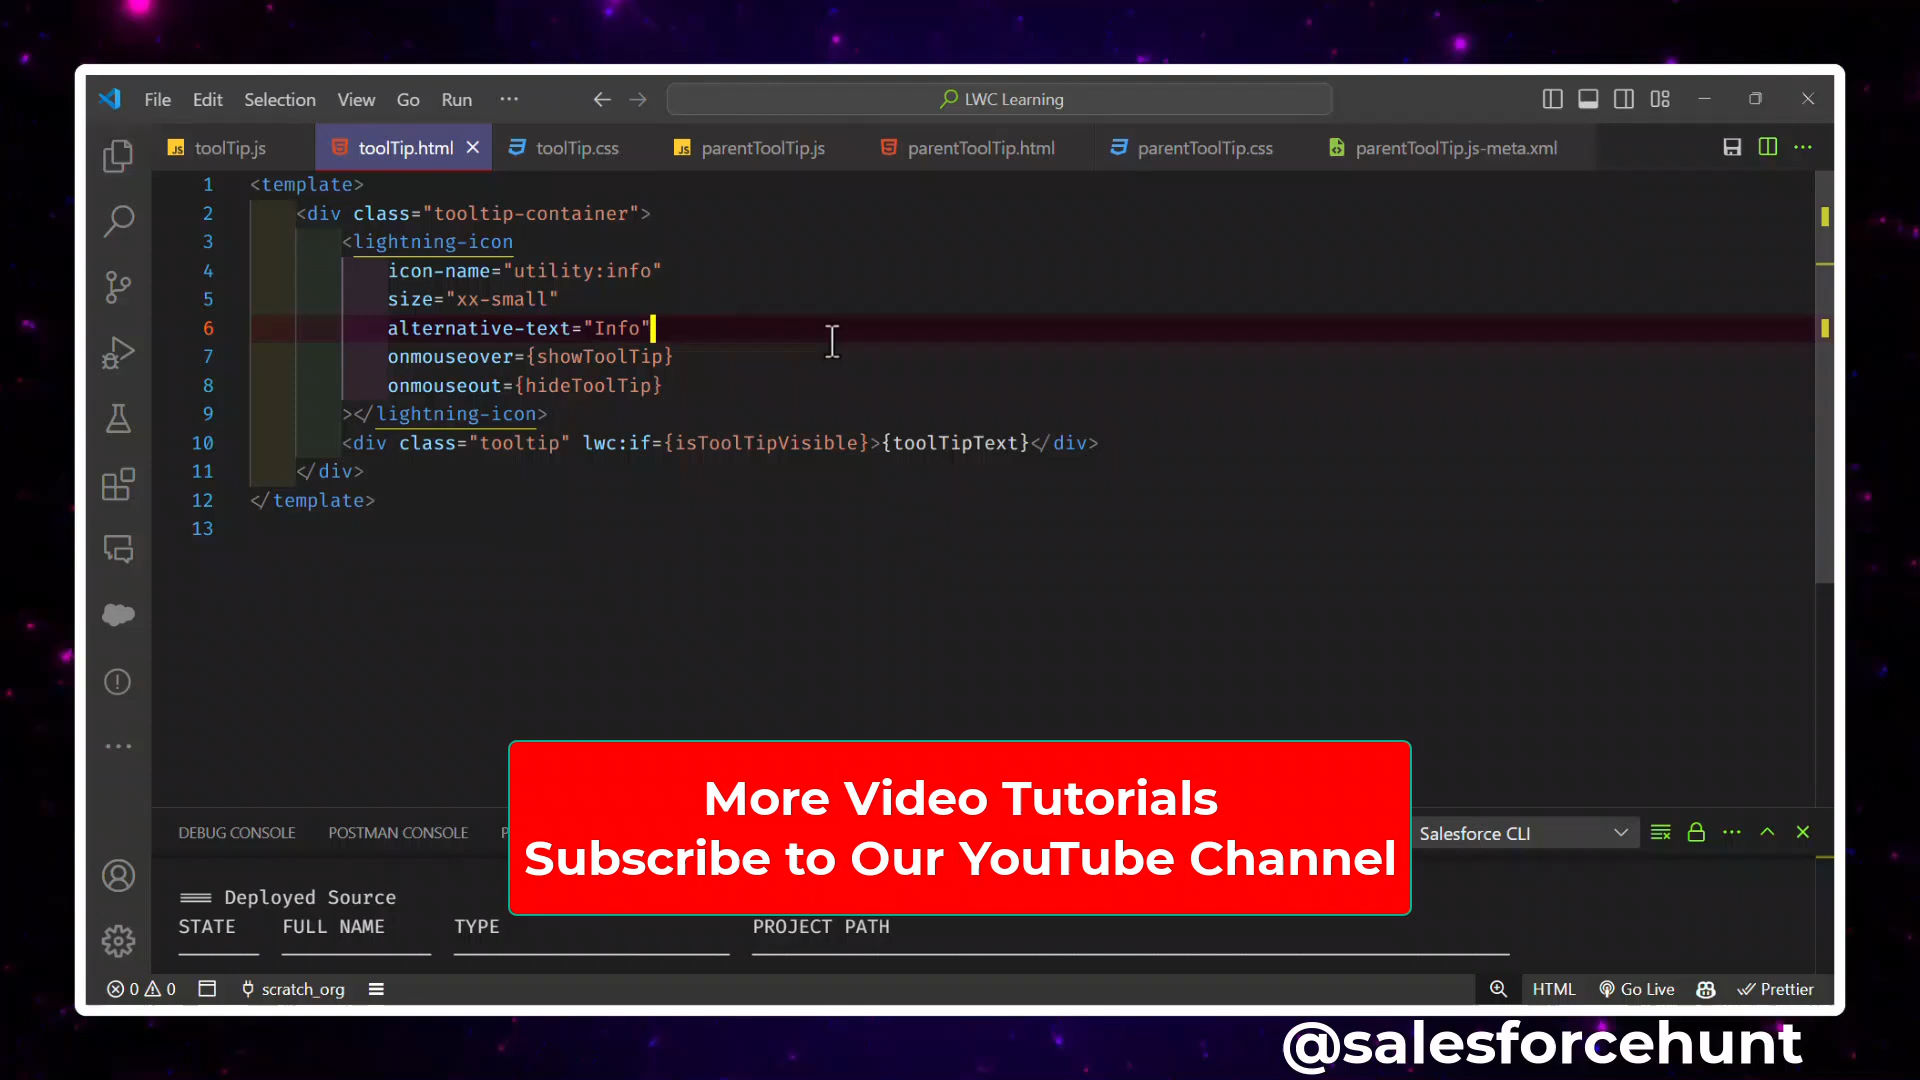 File Edit Selection View Go Run ···
LWC Learning
toolTip.js toolTip.html toolTip.css parentToolTip.js parentToolTip.html parentToolTip.css parentToolTip.js-meta.xml
1 <template>
2 <div class="tooltip-container">
3 <lightning-icon
4 icon-name="utility:info"
5 size="xx-small"
6 alternative-text="Info"
7 onmouseover={showToolTip}
8 onmouseout={hideToolTip}
9 ></lightning-icon>
10 <div class="tooltip" lwc:if={isToolTipVisible}>{toolTipText}</div>
11 </div>
12 </template>
13
More Video Tutorials
Subscribe to Our YouTube Channel
DEBUG CONSOLE POSTMAN CONSOLE P Salesforce CLI
=== Deployed Source
STATE FULL NAME TYPE PROJECT PATH
0 0 scratch_org HTML Go Live Prettier
@salesforcehunt